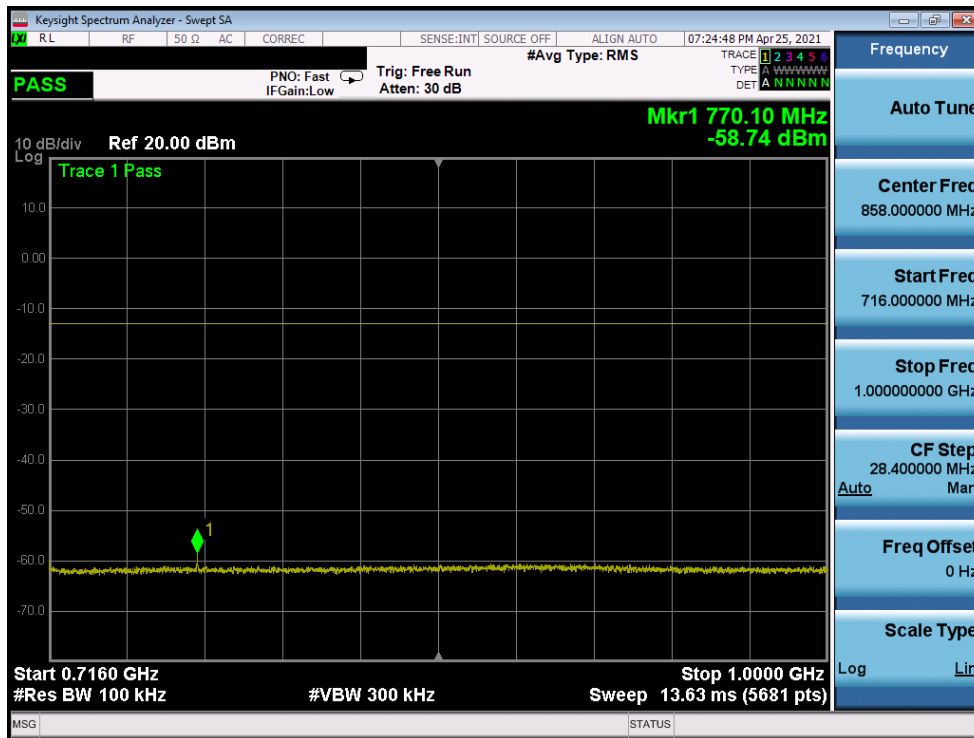 Keysight Spectrum Analyzer - Swept SA
LXI RL RF 50 Ω AC CORREC SENSE:INT SOURCE OFF ALIGN AUTO 07:24:48 PM Apr 25, 2021
#Avg Type: RMS
TRACE 1 2 3 4 5 6
TYPE A WWWWW
DET A N N N N N
PASS
PNO: Fast
IFGain:Low
Trig: Free Run
Atten: 30 dB
Mkr1 770.10 MHz
-58.74 dBm
10 dB/div
Log
Ref 20.00 dBm
Trace 1 Pass
10.0
0.00
-10.0
-20.0
-30.0
-40.0
-50.0
-60.0
-70.0
1
Start 0.7160 GHz
Stop 1.0000 GHz
#Res BW 100 kHz
#VBW 300 kHz
Sweep 13.63 ms (5681 pts)
MSG
STATUS
Frequency
Auto Tune
Center Freq
858.000000 MHz
Start Freq
716.000000 MHz
Stop Freq
1.000000000 GHz
CF Step
28.400000 MHz
Auto Man
Freq Offset
0 Hz
Scale Type
Log Lin